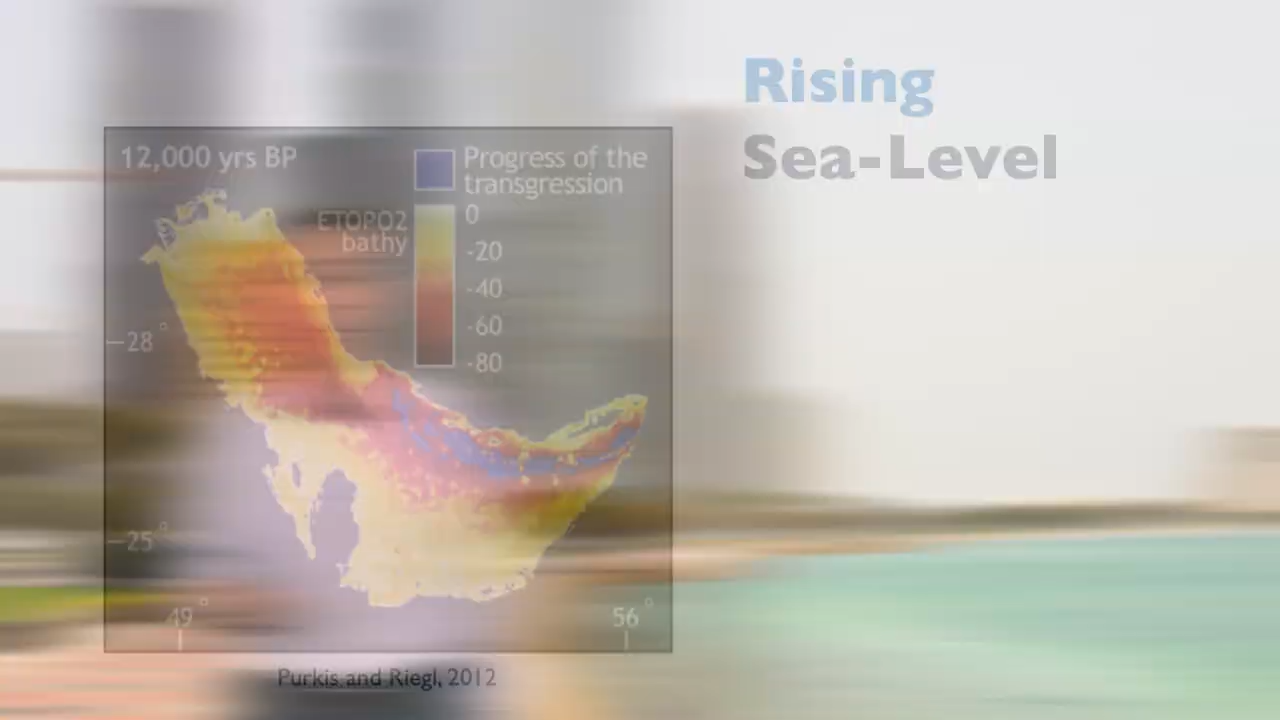 Rising
Sea-Level
12,000 yrs BP
Progress of the
transgression
ETOPO2
bathy
0
-20
-40
-60
-80
28°
25°
49°
56°
Purkis and Riegl, 2012